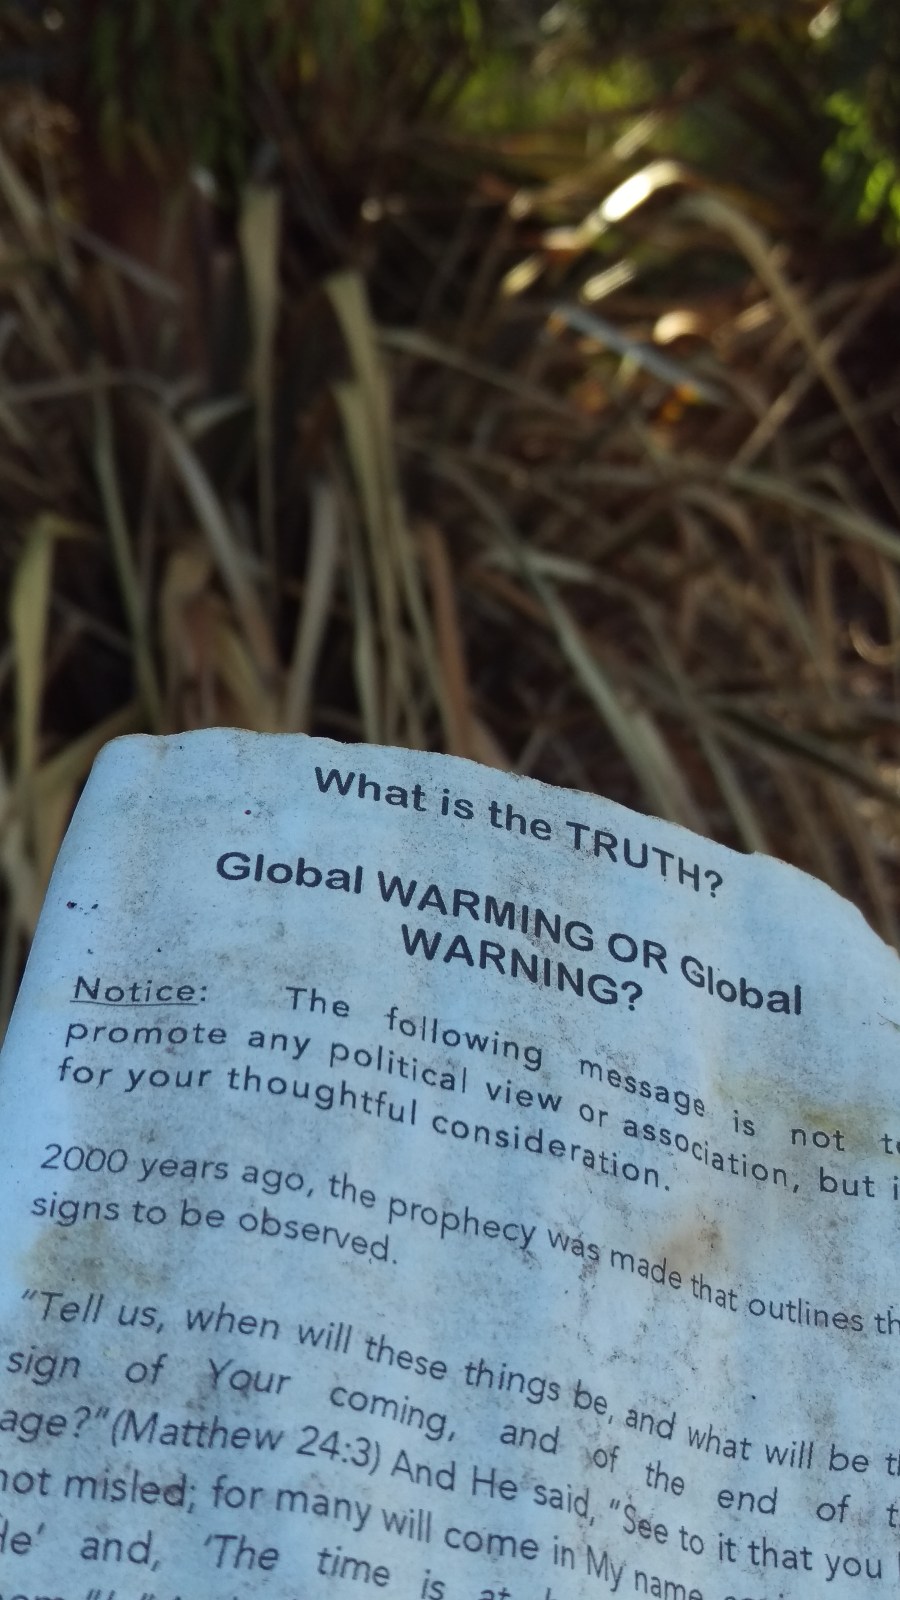 What is the TRUTH?
Global WARMING OR Global
WARNING?
Notice: The following message is not
promote any political view or association, but
for your thoughtful consideration.
2000 years ago, the prophecy was made that outlines
signs to be observed.
"Tell us, when will these things be, and what will be
sign of Your coming, and of the end of
age?"(Matthew 24:3) And He said, "See to it that you
not misled; for many will come in My name
He' and, 'The time is at